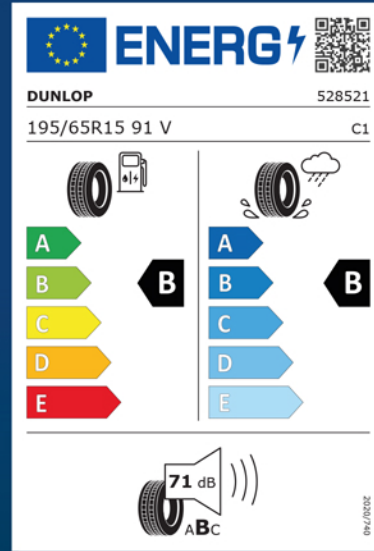 ENERG
DUNLOP 528521
195/65R15 91 V C1
A
B
C
D
E
B
A
B
C
D
E
B
71 dB
ABC
2020/740